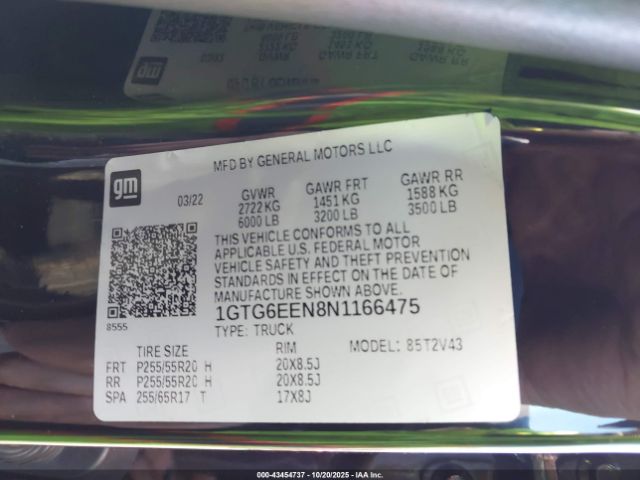 MFD BY GENERAL MOTORS LLC
gm
03/22
GVWR GAWR FRT GAWR RR
2722 KG 1451 KG 1588 KG
6000 LB 3200 LB 3500 LB
THIS VEHICLE CONFORMS TO ALL
APPLICABLE U.S. FEDERAL MOTOR
VEHICLE SAFETY AND THEFT PREVENTION
STANDARDS IN EFFECT ON THE DATE OF
MANUFACTURE SHOWN ABOVE.
8555
1GTG6EEN8N1166475
TYPE: TRUCK
TIRE SIZE RIM MODEL: 85T2V43
FRT P255/55R20 H 20X8.5J
RR P255/55R20 H 20X8.5J
SPA 255/65R17 T 17X8J
000-43454737 | 10/20/2025 | IAA Inc.